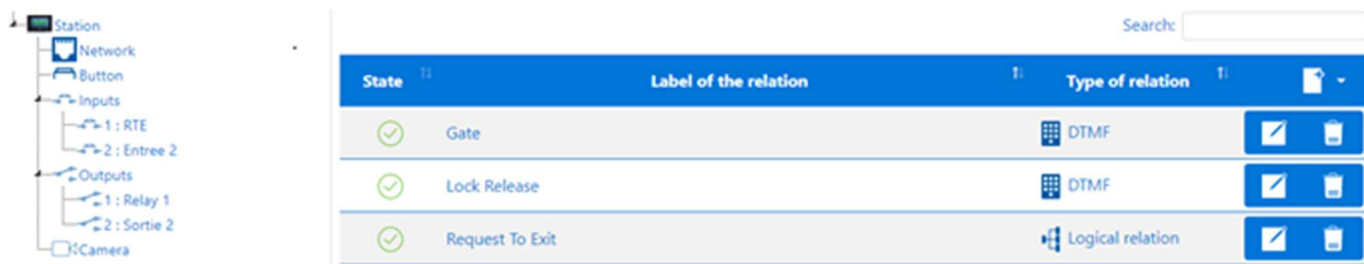 Station
Network
Button
Inputs
1 : RTE
2 : Entree 2
Outputs
1 : Relay 1
2 : Sortie 2
Camera
Search:
State Label of the relation Type of relation
Gate DTMF
Lock Release DTMF
Request To Exit Logical relation